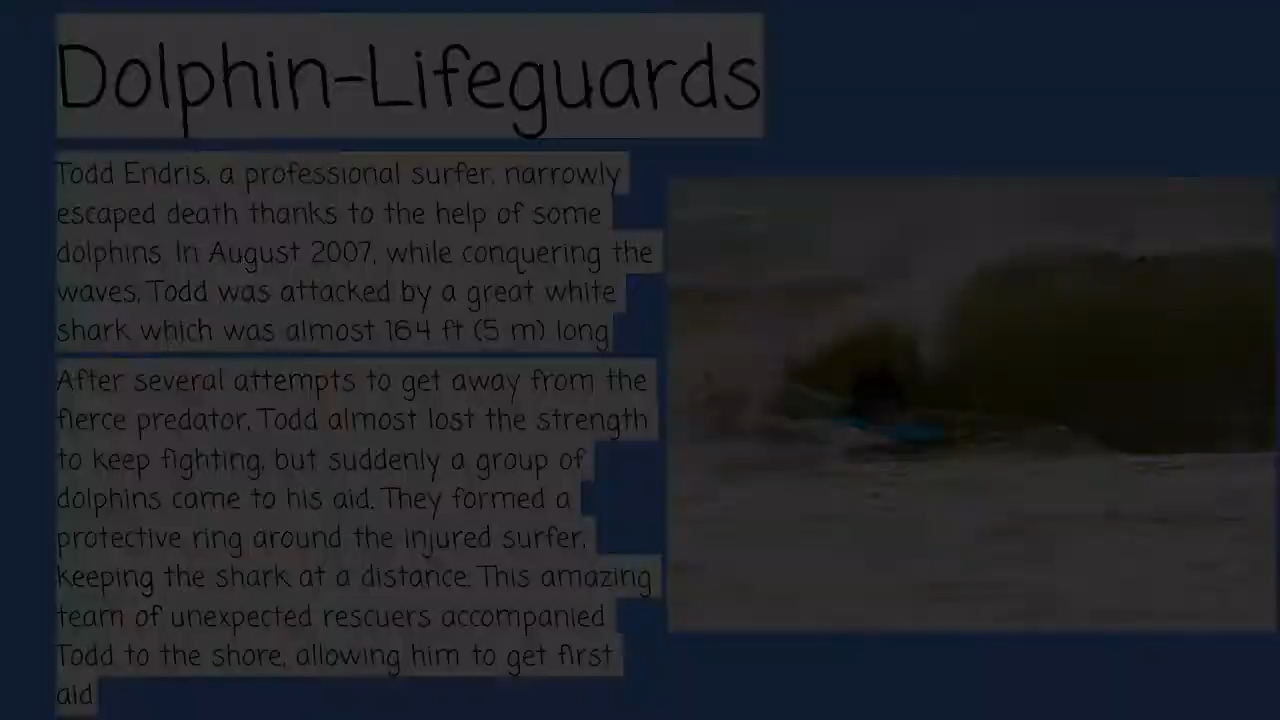 Dolphin-Lifeguards
Todd Endris, a professional surfer, narrowly
escaped death thanks to the help of some
dolphins. In August 2007, while conquering the
waves, Todd was attacked by a great white
shark which was almost 16.4 ft (5 m) long.
After several attempts to get away from the
fierce predator, Todd almost lost the strength
to keep fighting, but suddenly a group of
dolphins came to his aid. They formed a
protective ring around the injured surfer,
keeping the shark at a distance. This amazing
team of unexpected rescuers accompanied
Todd to the shore, allowing him to get first
aid.